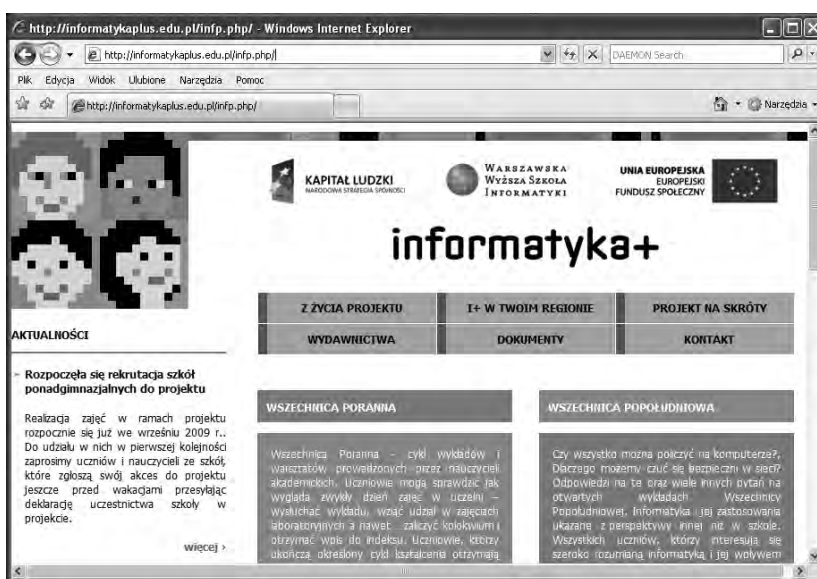 http://informatykaplus.edu.pl/infp.php/ - Windows Internet Explorer
http://informatykaplus.edu.pl/infp.php/
DAEMON Search
Plik Edycja Widok Ulubione Narzędzia Pomoc
http://informatykaplus.edu.pl/infp.php/
Narzędzia
KAPITAŁ LUDZKI
NARODOWA STRATEGIA SPÓJNOŚCI
WARSZAWSKA
WYŻSZA SZKOŁA
INFORMATYKI
UNIA EUROPEJSKA
EUROPEJSKI
FUNDUSZ SPOŁECZNY
informatyka+
Z ŻYCIA PROJEKTU
I+ W TWOIM REGIONIE
PROJEKT NA SKRÓTY
WYDAWNICTWA
DOKUMENTY
KONTAKT
AKTUALNOŚCI
Rozpoczęła się rekrutacja szkół
ponadgimnazjalnych do projektu
Realizacja zajęć w ramach projektu
rozpocznie się już we wrześniu 2009 r..
Do udziału w nich w pierwszej kolejności
zaprosimy uczniów i nauczycieli ze szkół,
które zgłoszą swój akces do projektu
jeszcze przed wakacjami przesyłając
deklarację uczestnictwa szkoły w
projekcie.
więcej ›
WSZECHNICA PORANNA
Wszechnica Poranna – cykl wykładów i
warsztatów prowadzonych przez nauczycieli
akademickich. Uczniowie mogą sprawdzić jak
wygląda zwykły dzień zajęć w uczelni –
wysłuchać wykładu, wziąć udział w zajęciach
laboratoryjnych a nawet zaliczyć kolokwium i
otrzymać wpis do indeksu. Uczniowie, którzy
ukończą określony cykl kształcenia otrzymają
WSZECHNICA POPOŁUDNIOWA
Czy wszystko można policzyć na komputerze?,
Dlaczego możemy czuć się bezpieczni w sieci?
Odpowiedzi na te oraz wiele innych pytań na
otwartych wykładach Wszechnicy
Popołudniowej. Informatyka i jej zastosowania
ukazane z perspektywy innej niż w szkole.
Wszystkich uczniów, którzy interesują się
szeroko rozumianą informatyką i jej wpływem